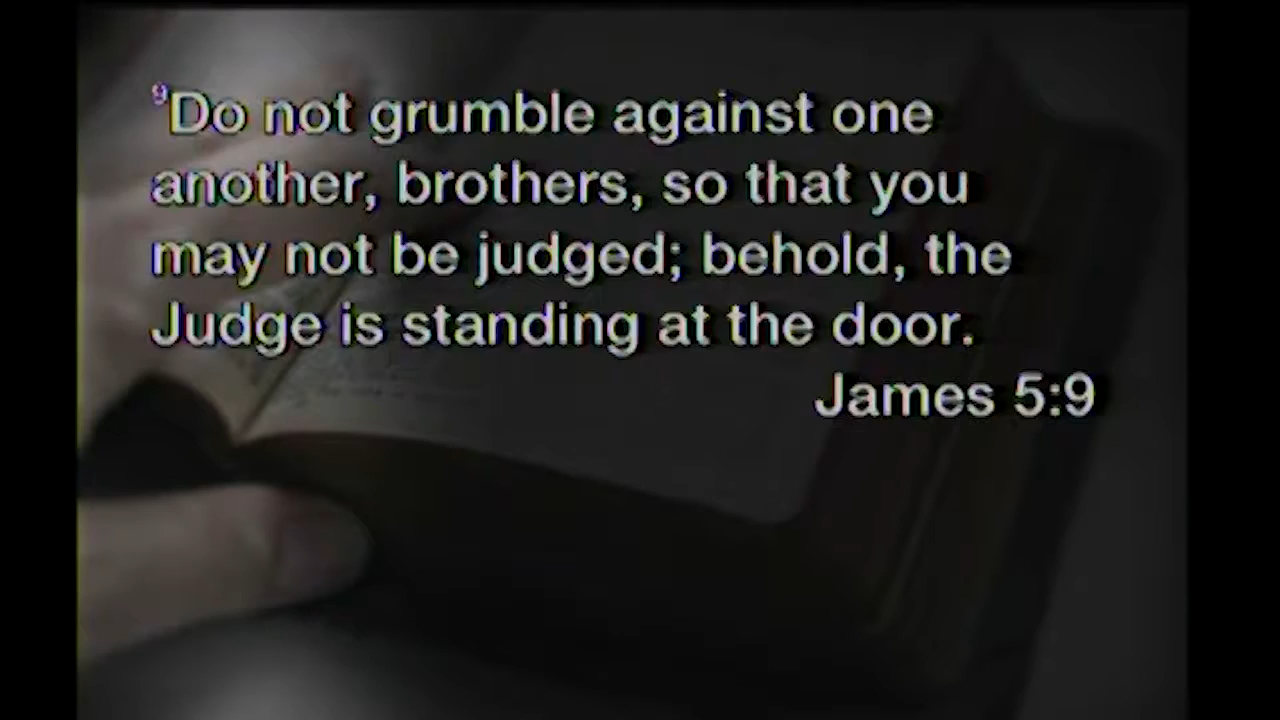 9Do not grumble against one
another, brothers, so that you
may not be judged; behold, the
Judge is standing at the door.
James 5:9